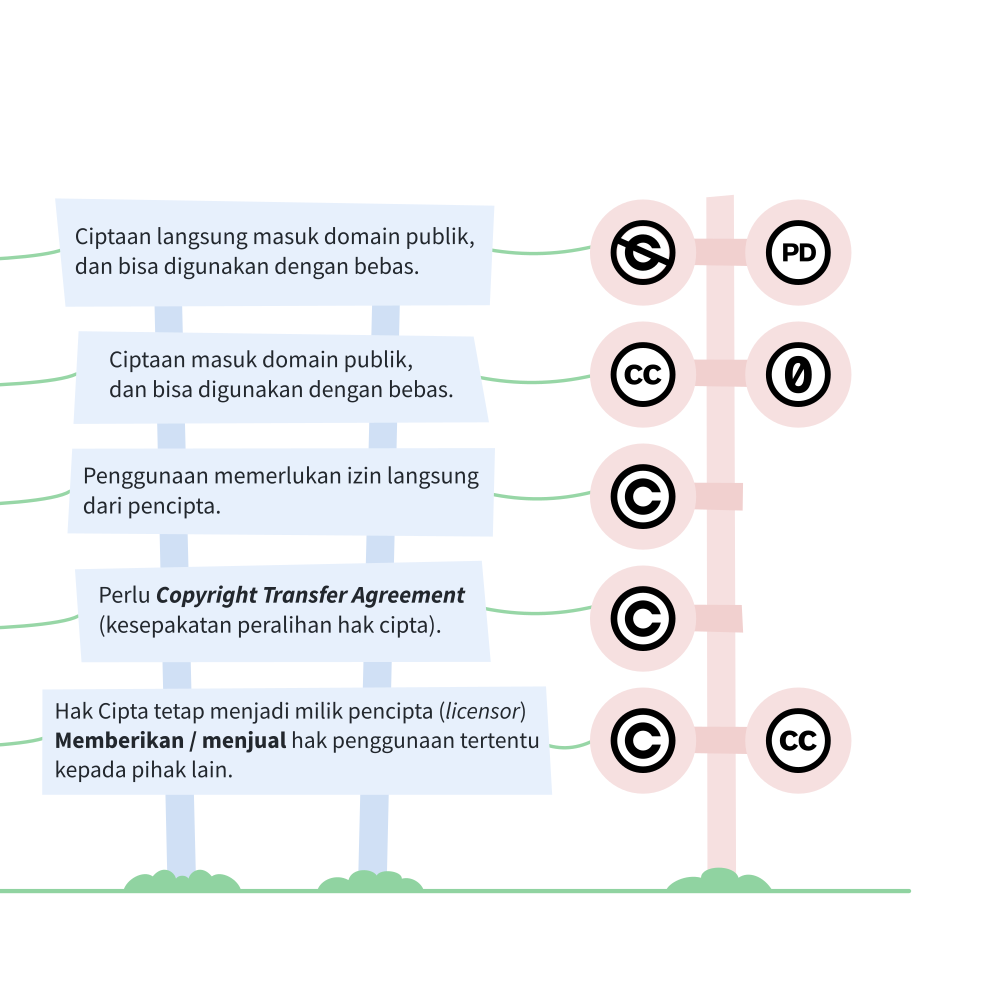 Ciptaan langsung masuk domain publik,
dan bisa digunakan dengan bebas.
C PD
Ciptaan masuk domain publik,
dan bisa digunakan dengan bebas.
CC 0
Penggunaan memerlukan izin langsung
dari pencipta.
C
Perlu Copyright Transfer Agreement
(kesepakatan peralihan hak cipta).
C
Hak Cipta tetap menjadi milik pencipta (licensor)
Memberikan / menjual hak penggunaan tertentu
kepada pihak lain.
C CC